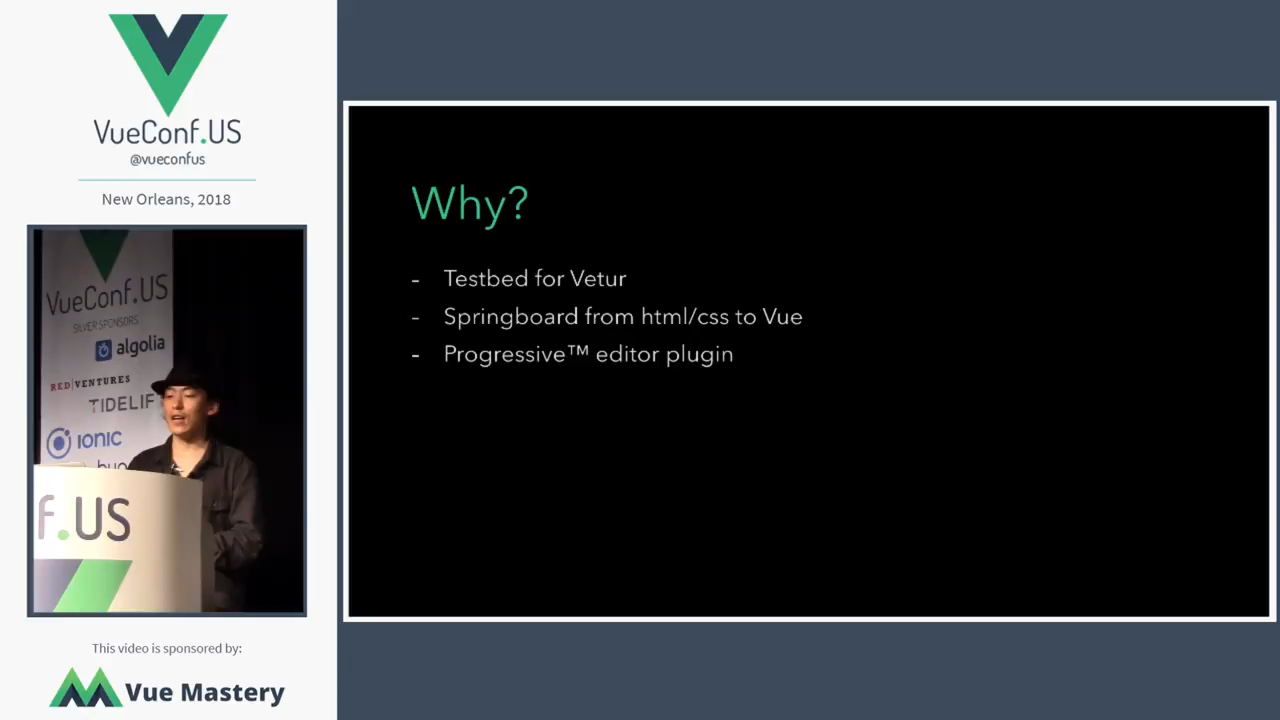 VueConf.US
@vueconfus
New Orleans, 2018
VueConf.US
SILVER SPONSORS
algolia
RED VENTURES
TIDELIF
IONIC
f.US
This video is sponsored by:
Vue Mastery
Why?
- Testbed for Vetur
- Springboard from html/css to Vue
- Progressive™ editor plugin